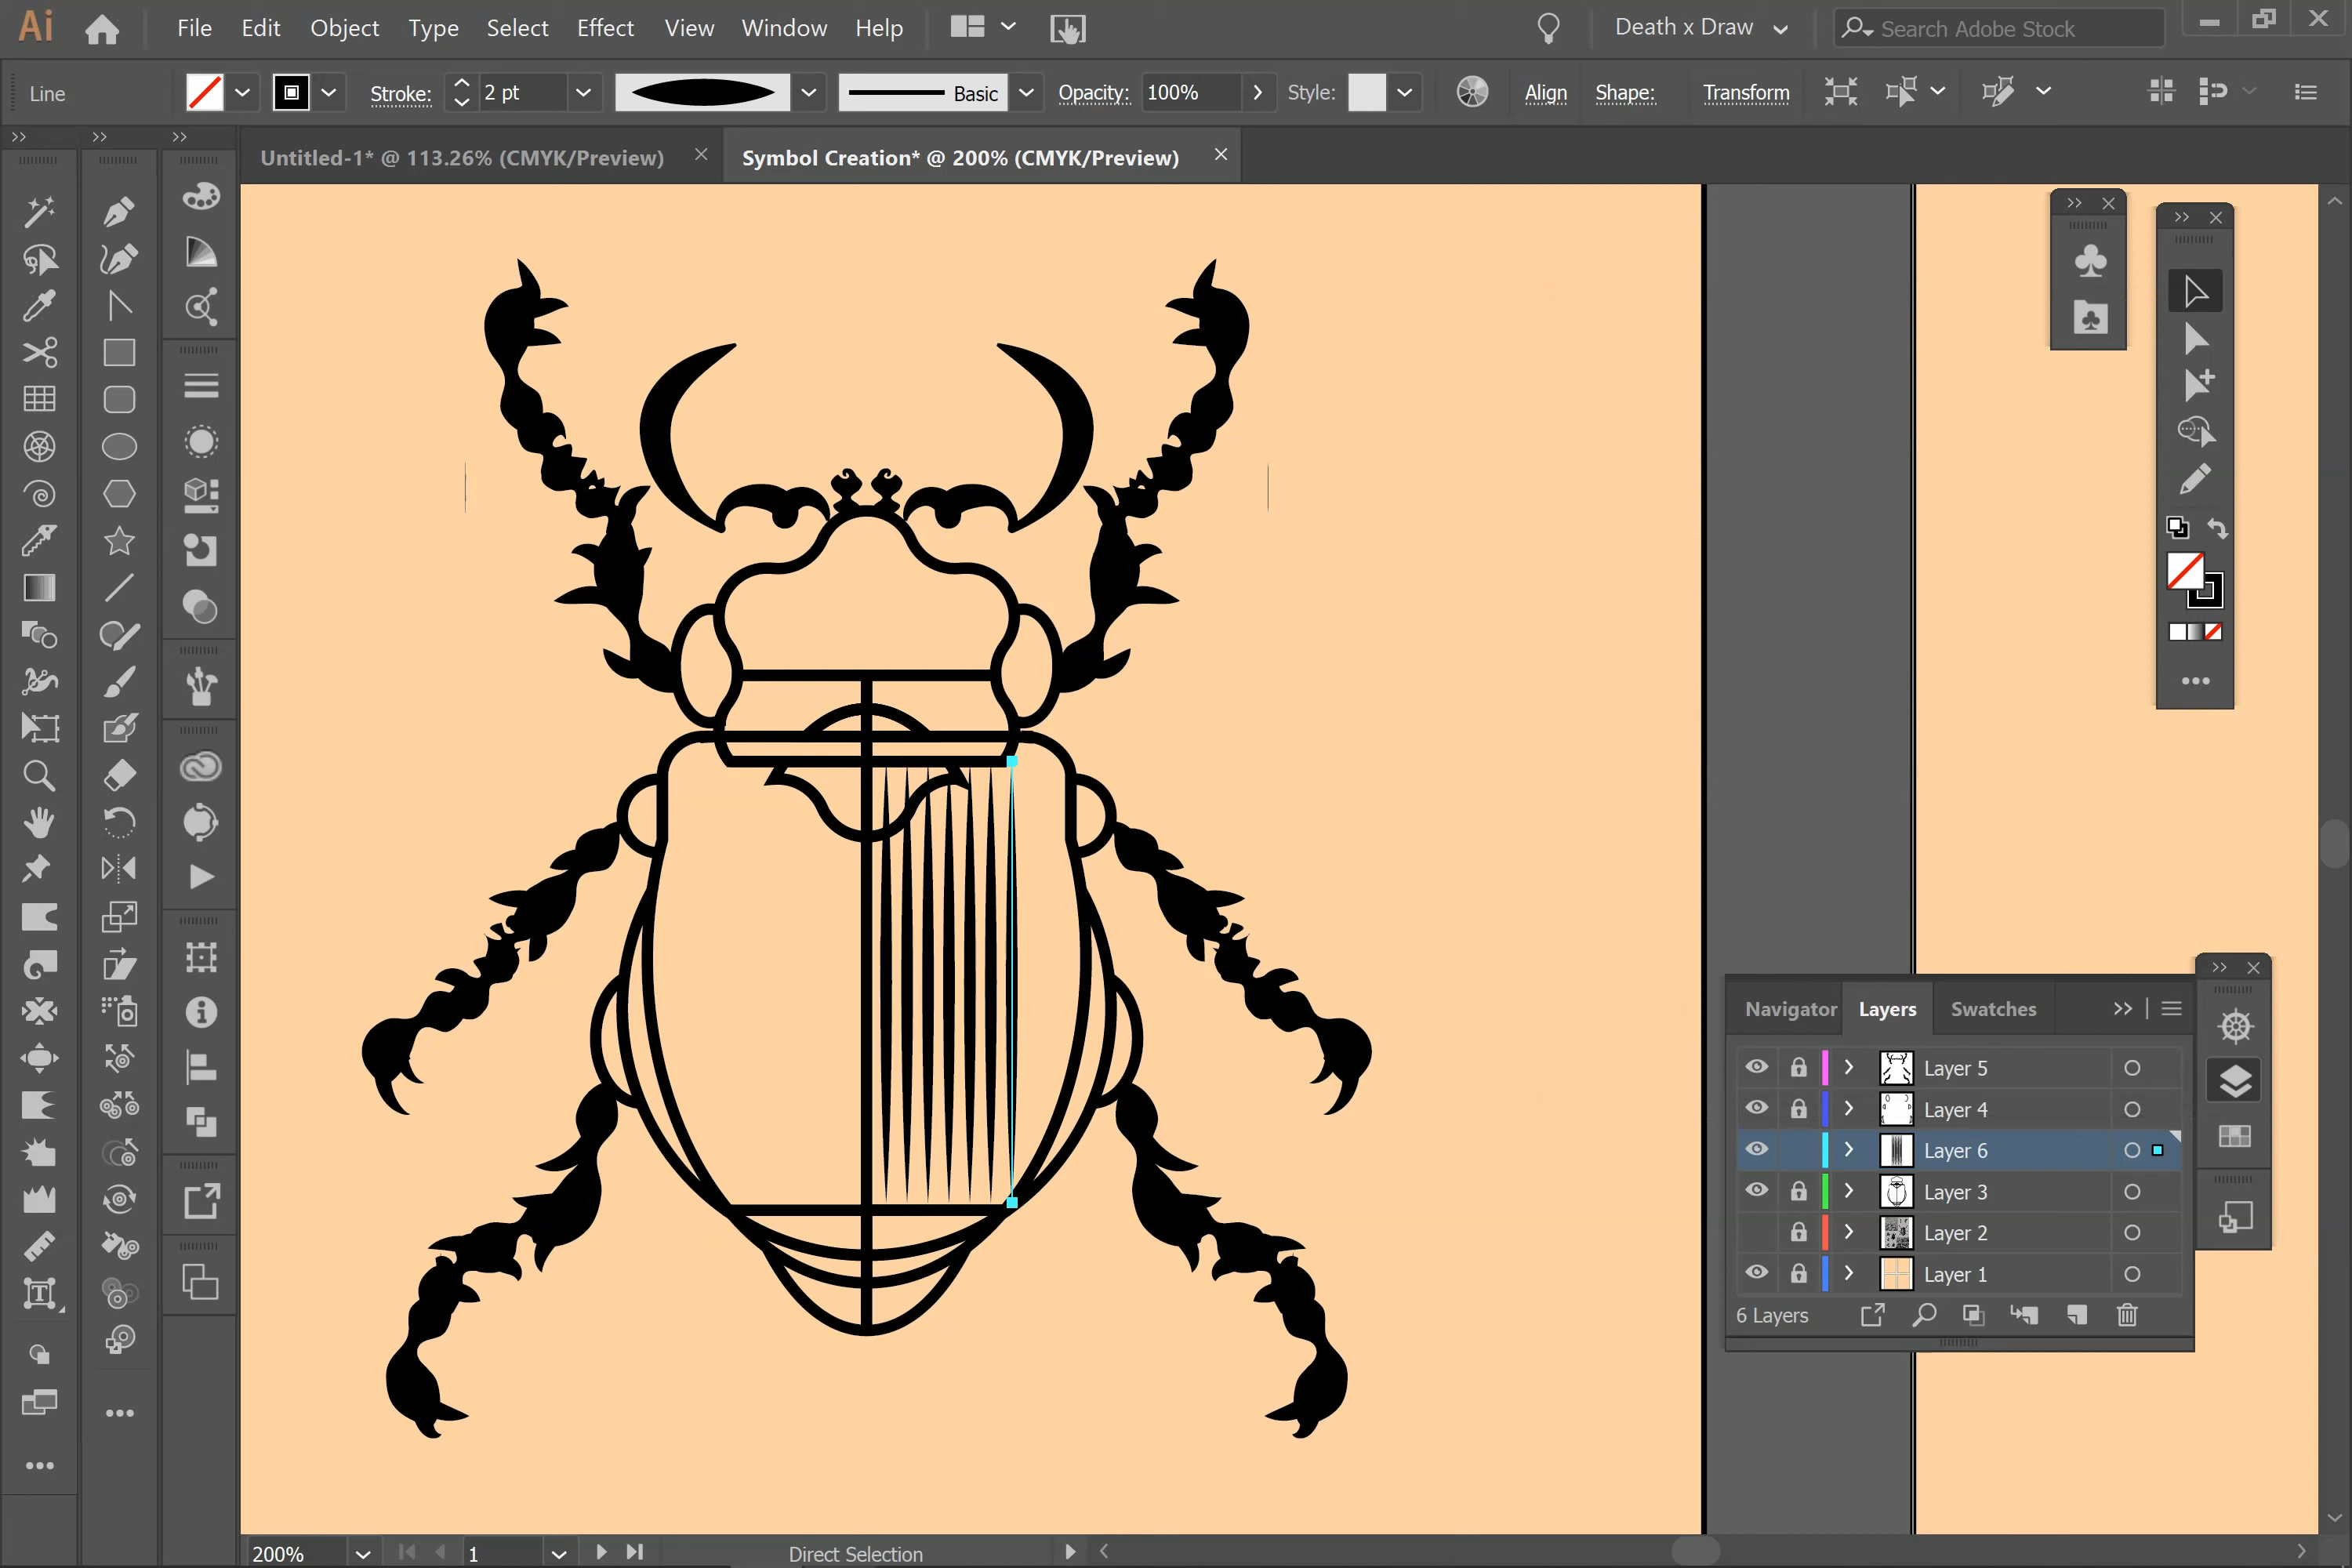 Ai File Edit Object Type Select Effect View Window Help Death x Draw Search Adobe Stock
Line Stroke: 2 pt Basic Opacity: 100% Style: Align Shape: Transform
Untitled-1* @ 113.26% (CMYK/Preview) Symbol Creation* @ 200% (CMYK/Preview)
Navigator Layers Swatches
Layer 5
Layer 4
Layer 6
Layer 3
Layer 2
Layer 1
6 Layers
200% 1 Direct Selection